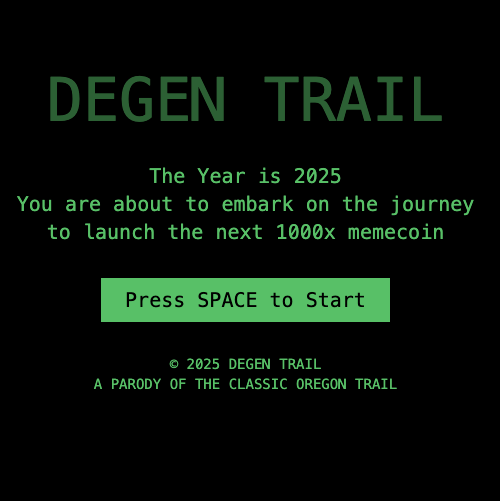 DEGEN TRAIL
The Year is 2025
You are about to embark on the journey
to launch the next 1000x memecoin
Press SPACE to Start
© 2025 DEGEN TRAIL
A PARODY OF THE CLASSIC OREGON TRAIL